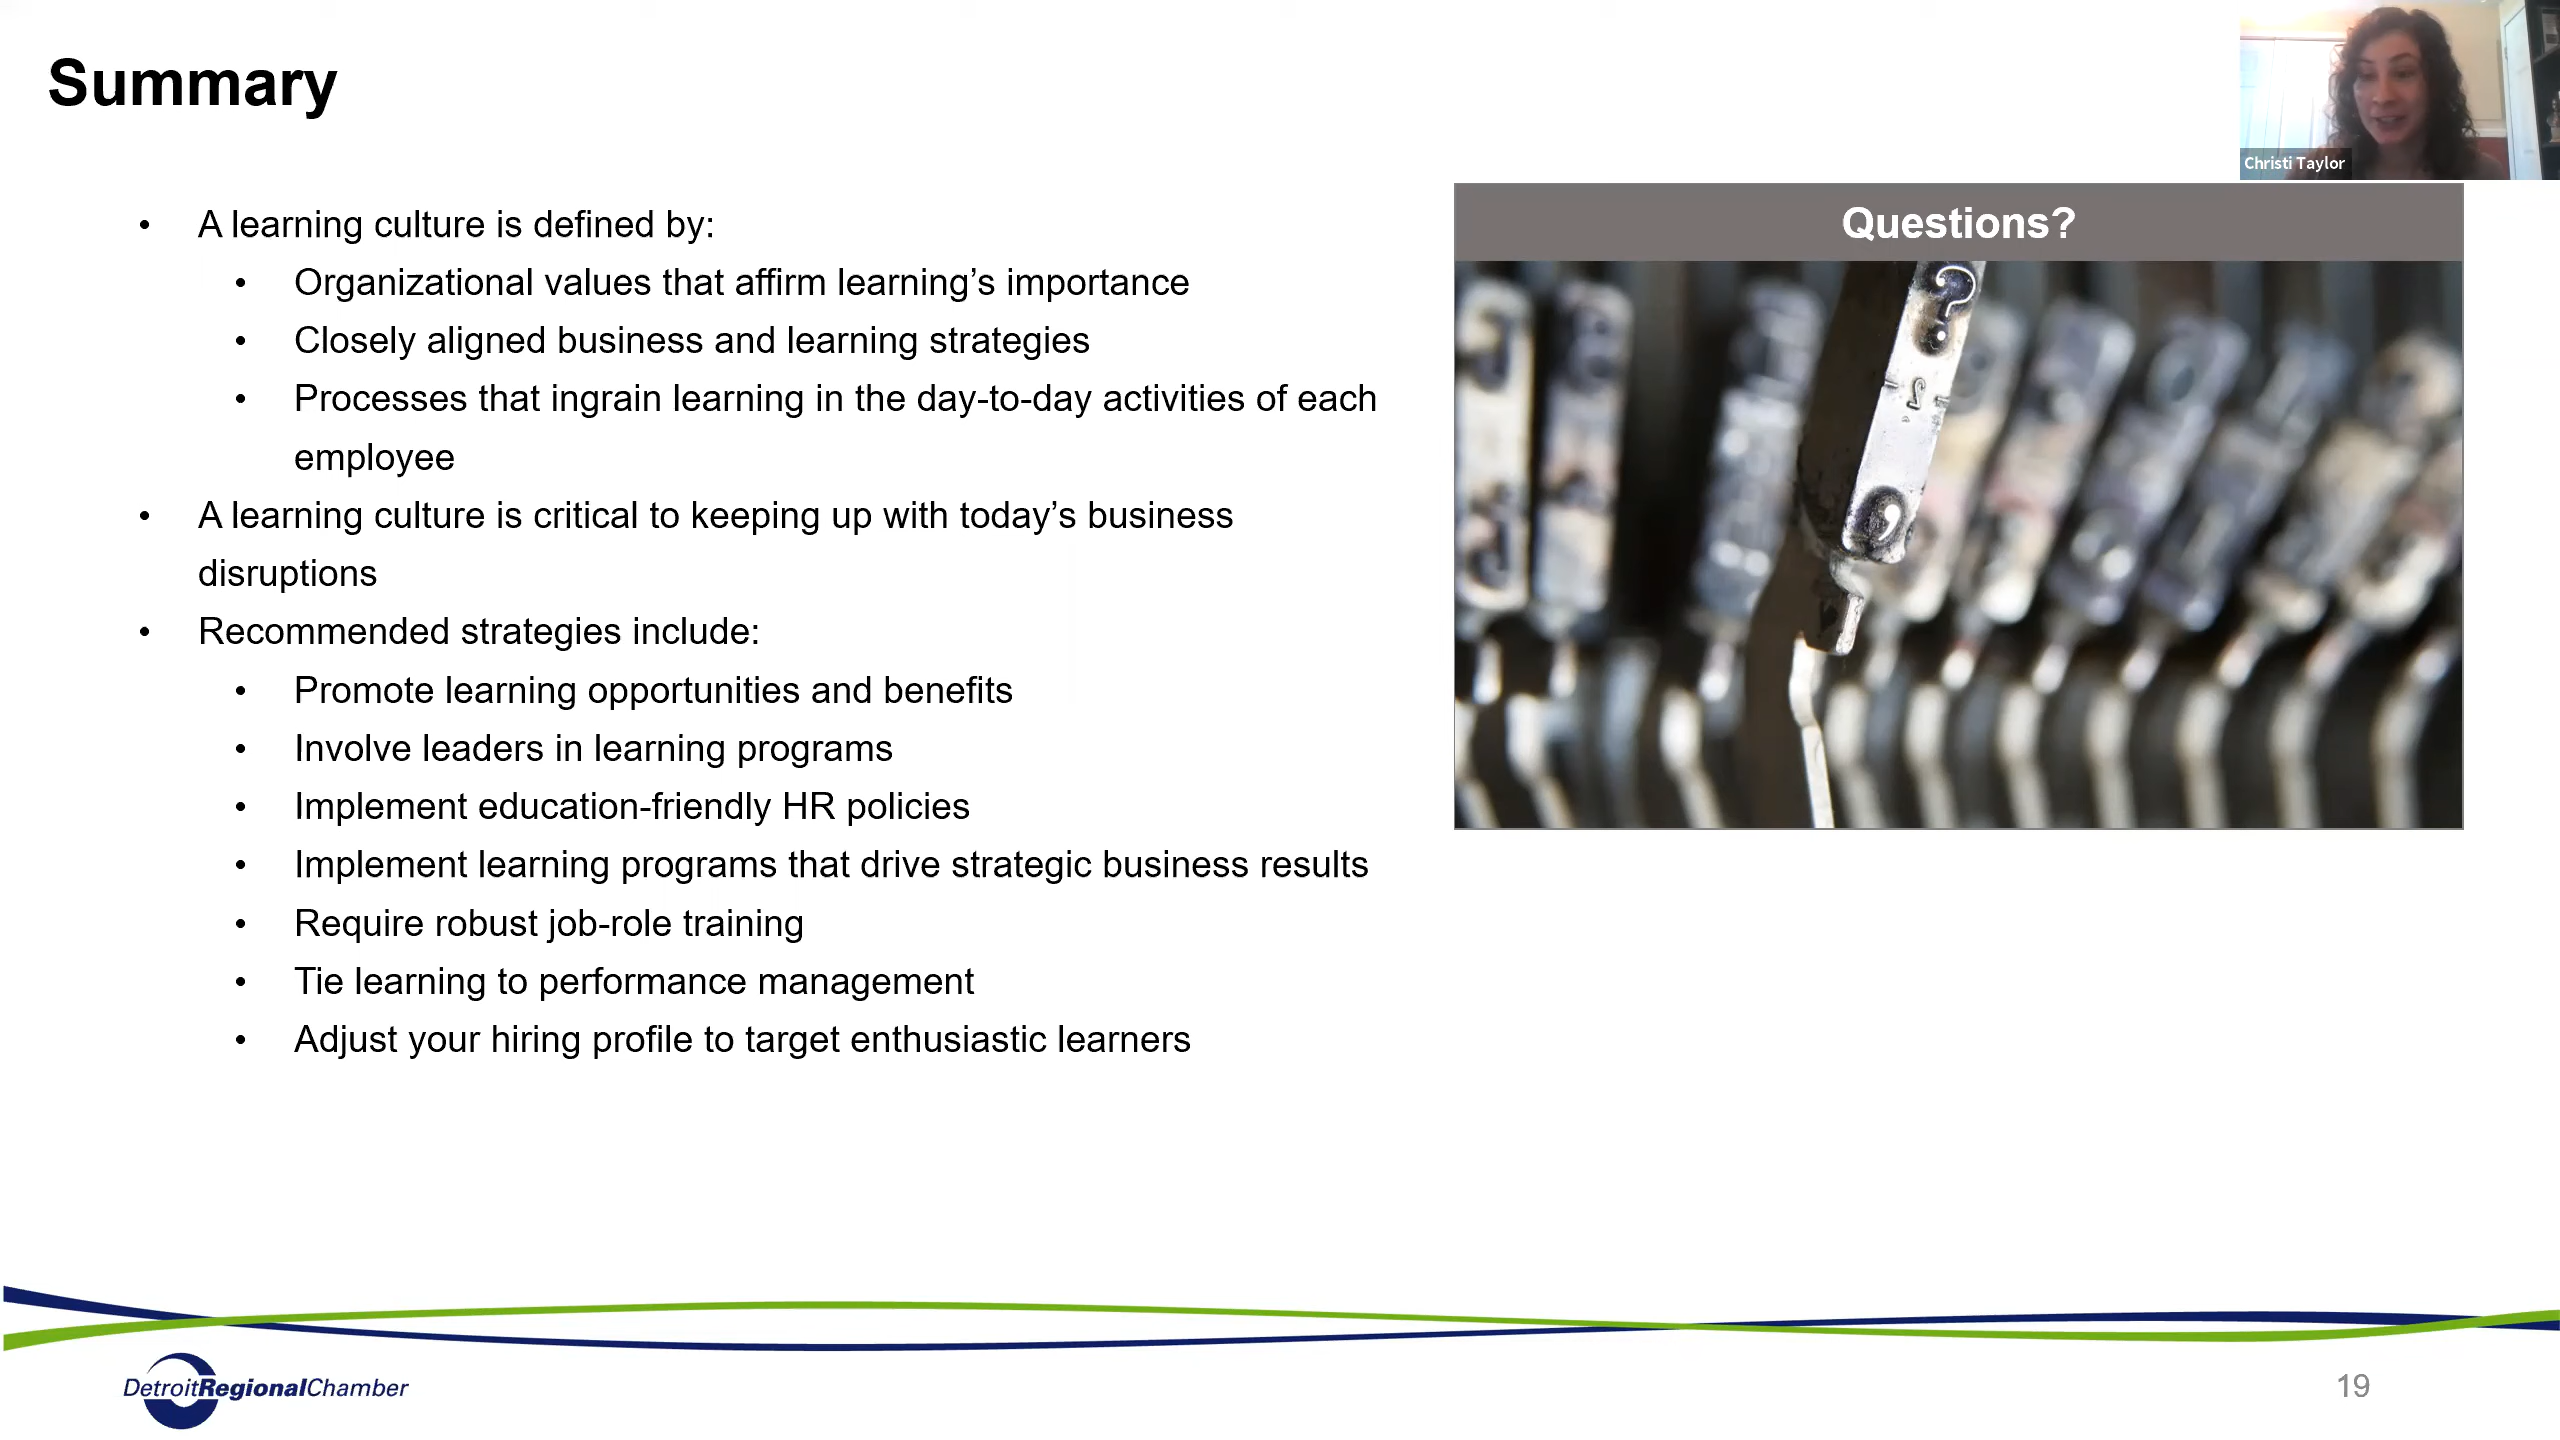 Summary
Christi Taylor
• A learning culture is defined by:
• Organizational values that affirm learning’s importance
• Closely aligned business and learning strategies
• Processes that ingrain learning in the day-to-day activities of each
employee
• A learning culture is critical to keeping up with today’s business
disruptions
• Recommended strategies include:
• Promote learning opportunities and benefits
• Involve leaders in learning programs
• Implement education-friendly HR policies
• Implement learning programs that drive strategic business results
• Require robust job-role training
• Tie learning to performance management
• Adjust your hiring profile to target enthusiastic learners
Questions?
?
,
DetroitRegionalChamber
19